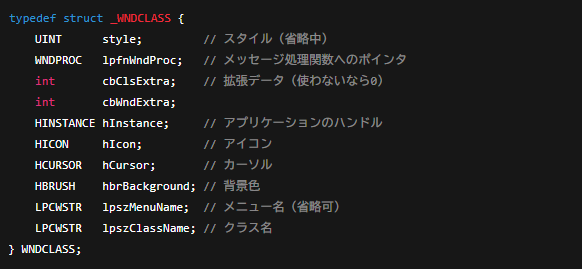 typedef struct _WNDCLASS {
UINT style; // スタイル（省略中）
WNDPROC lpfnWndProc; // メッセージ処理関数へのポインタ
int cbClsExtra; // 拡張データ（使わないなら0）
int cbWndExtra;
HINSTANCE hInstance; // アプリケーションのハンドル
HICON hIcon; // アイコン
HCURSOR hCursor; // カーソル
HBRUSH hbrBackground; // 背景色
LPCWSTR lpszMenuName; // メニュー名（省略可）
LPCWSTR lpszClassName; // クラス名
} WNDCLASS;